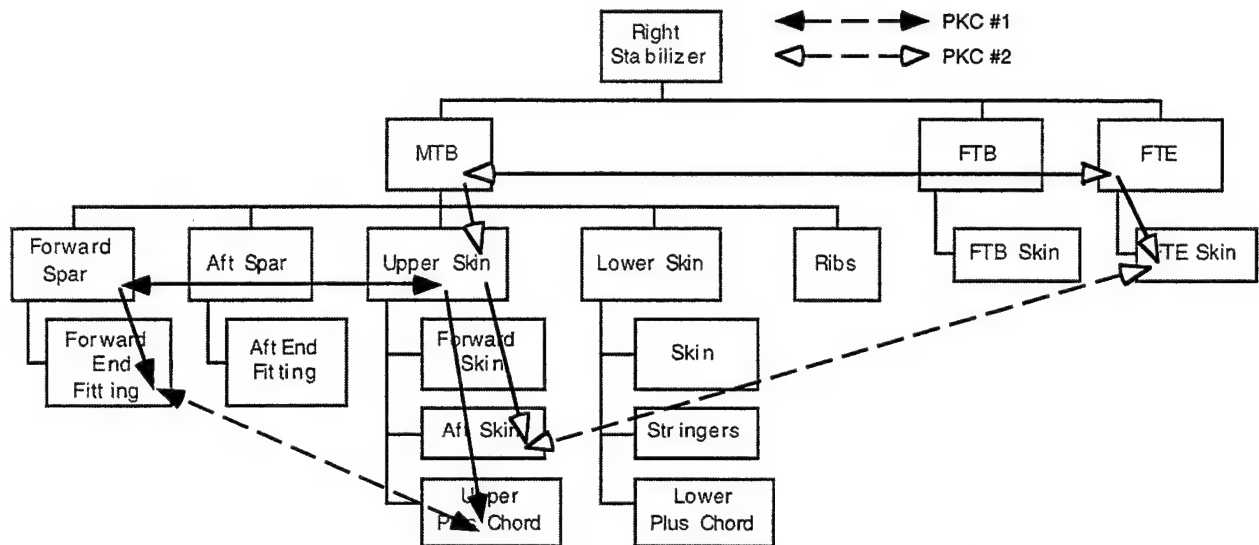 Right
Stabilizer
PKC #1
PKC #2
MTB
FTB
FTE
Forward
Spar
Aft Spar
Upper Skin
Lower Skin
Ribs
FTB Skin
FTE Skin
Forward
End
Fitting
Aft End
Fitting
Forward
Skin
Skin
Aft Skin
Stringers
Upper
Plus Chord
Lower
Plus Chord